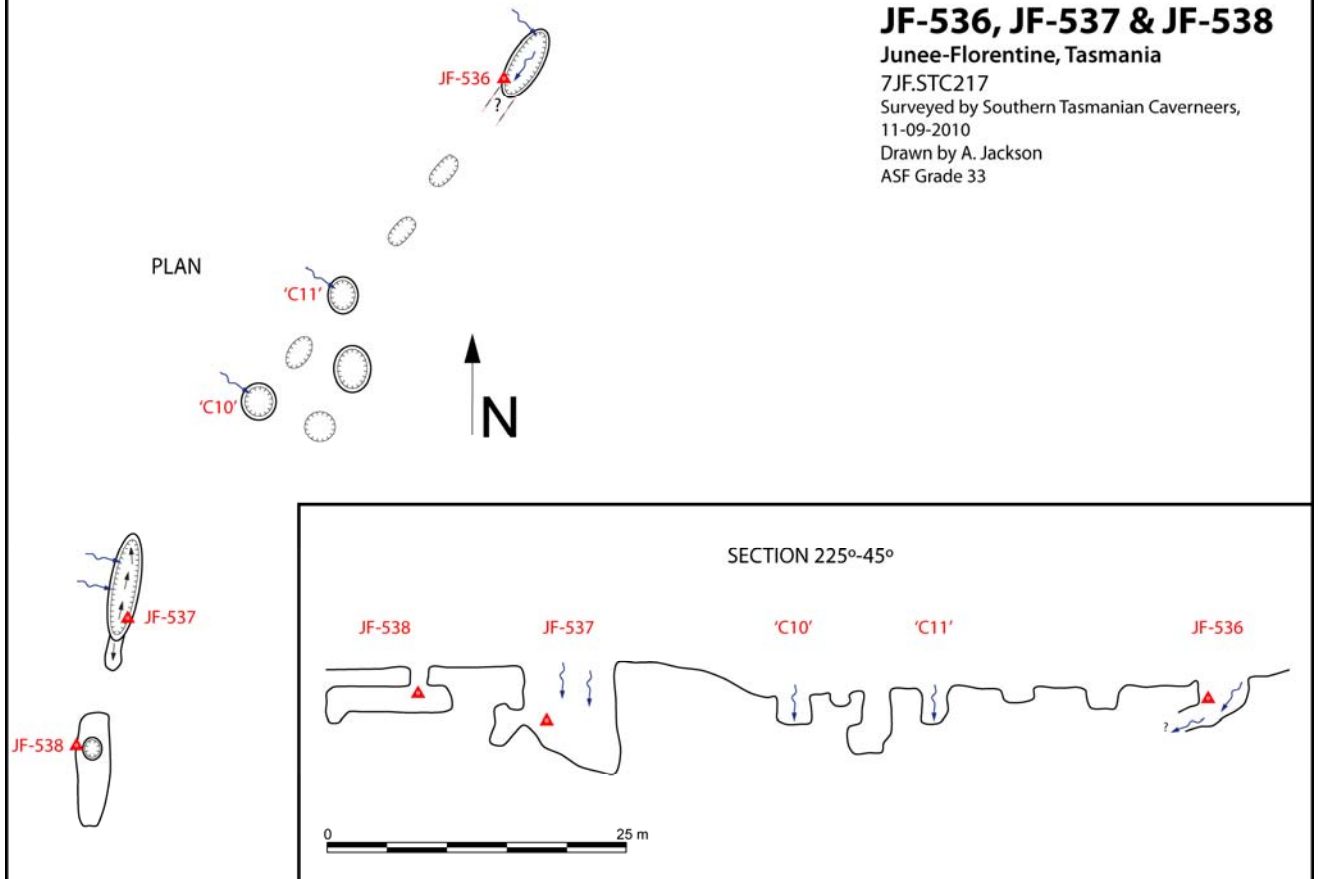 JF-536, JF-537 & JF-538
Junee-Florentine, Tasmania
7JF.STC217
Surveyed by Southern Tasmanian Caverneers,
11-09-2010
Drawn by A. Jackson
ASF Grade 33
JF-536
?
PLAN
'C11'
'C10'
N
JF-537
JF-538
SECTION 225º-45º
JF-538 JF-537 'C10' 'C11' JF-536
?
0 25 m